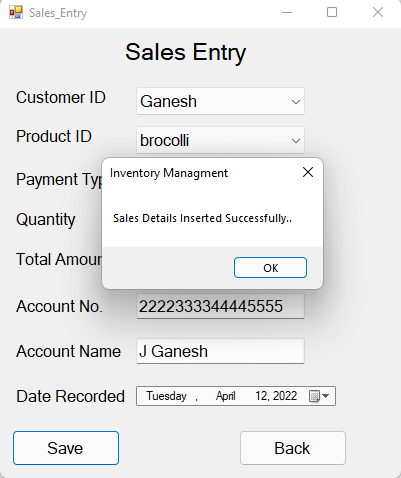 Sales_Entry
Sales Entry
Customer ID Ganesh
Product ID brocolli
Payment Typ
Inventory Managment
Quantity
Sales Details Inserted Successfully..
Total Amoun
OK
Account No. 2222333344445555
Account Name J Ganesh
Date Recorded Tuesday , April 12, 2022
Save Back